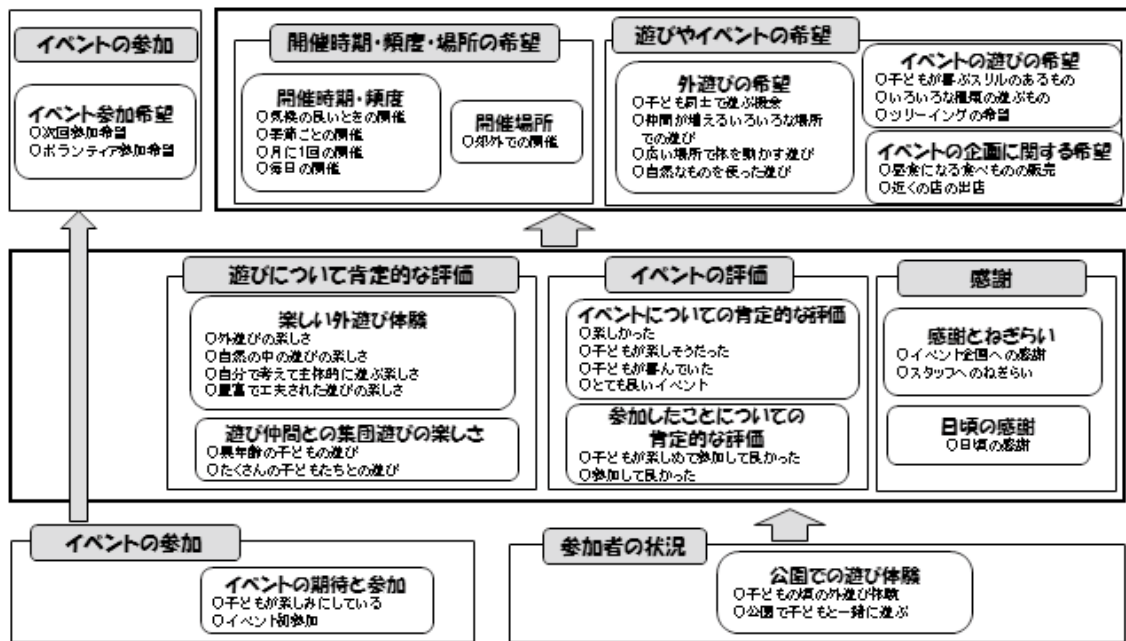 イベントの参加
イベント参加希望
○次回参加希望
○ボランティア参加希望
開催時期・頻度・場所の希望
開催時期・頻度
○気候の良いときの開催
○季節ごとの開催
○月に1回の開催
○毎日の開催
開催場所
○郊外での開催
遊びやイベントの希望
外遊びの希望
○子ども同士で遊ぶ機会
○仲間が増えるいろいろな場所
での遊び
○広い場所で体を動かす遊び
○自然なものを使った遊び
イベントの遊びの希望
○子どもが喜ぶスリルのあるもの
○いろいろな種類の遊ぶもの
○ツリーイングの希望
イベントの企画に関する希望
○昼食になる食べものの販売
○近くの店の出店
遊びについて肯定的な評価
楽しい外遊び体験
○外遊びの楽しさ
○自然の中の遊びの楽しさ
○自分で考えて主体的に遊ぶ楽しさ
○豊富で工夫された遊びの楽しさ
遊び仲間との集団遊びの楽しさ
○異年齢の子どもの遊び
○たくさんの子どもたちとの遊び
イベントの評価
イベントについての肯定的な評価
○楽しかった
○子どもが楽しそうだった
○子どもが喜んでいた
○とても良いイベント
参加したことについての
肯定的な評価
○子どもが楽しめて参加して良かった
○参加して良かった
感謝
感謝とねぎらい
○イベント企画への感謝
○スタッフへのねぎらい
日頃の感謝
○日頃の感謝
イベントの参加
イベントの期待と参加
○子どもが楽しみにしている
○イベント初参加
参加者の状況
公園での遊び体験
○子どもの頃の外遊び体験
○公園で子どもと一緒に遊ぶ